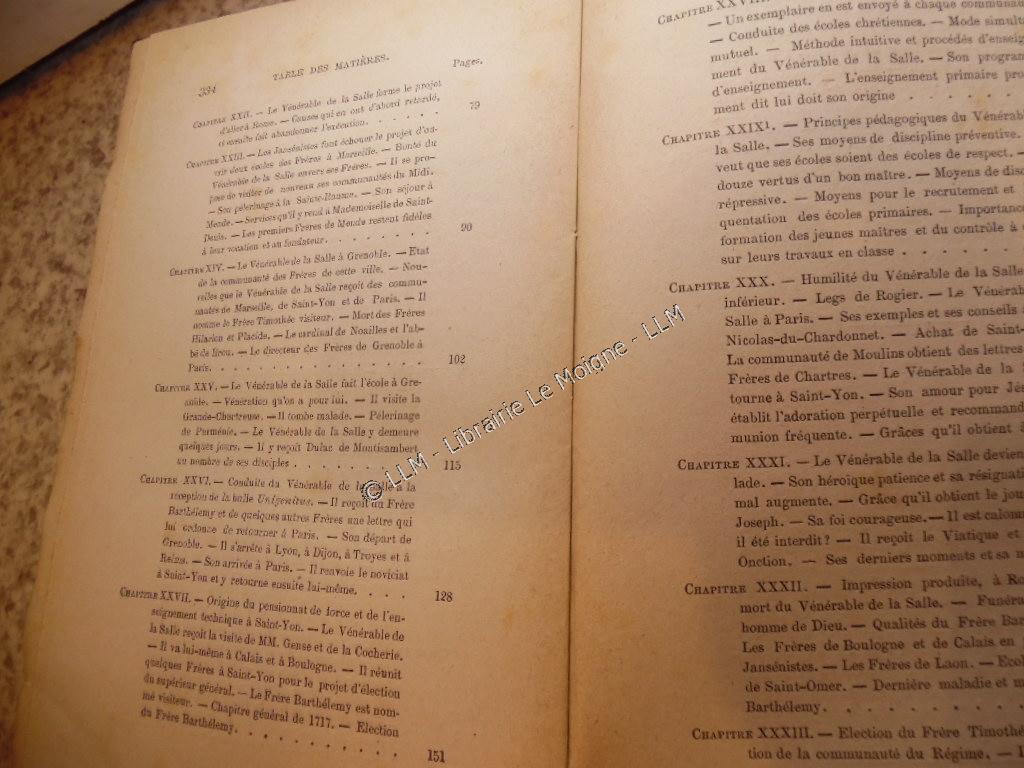 334
TABLE DES MATIÈRES.
Pages.
CHAPITRE XXII. — Le Vénérable de la Salle forme le projet
d'aller à Rome. — Causes qui en ont d'abord retardé,
et ensuite fait abandonner l'exécution. . . . . . . 79
CHAPITRE XXIII. — Les Jansénistes font échouer le projet d'ou-
vrir deux écoles des Frères à Marseille. — Bonté du
Vénérable de la Salle envers ses Frères. — Il se pro-
pose de visiter de nouveau ses communautés du Midi.
— Son pèlerinage à la Sainte-Baume. — Son séjour à
Mende. — Services qu'il y rend à Mademoiselle de Saint-
Denis. — Les premiers Frères de Mende restent fidèles
à leur vocation et au fondateur. . . . . . . . 90
CHAPITRE XIV. — Le Vénérable de la Salle à Grenoble. — Etat
de la communauté des Frères de cette ville. — Nou-
velles que le Vénérable de la Salle reçoit des commu-
nautés de Marseille, de Saint-Yon et de Paris. — Il
nomme le Frère Timothée visiteur. — Mort des Frères
Hilarion et Placide. — Le cardinal de Noailles et l'ab-
bé de Brou. — Le directeur des Frères de Grenoble à
Paris. . . . . . . . . . . . . . 102
CHAPITRE XXV. — Le Vénérable de la Salle fait l'école à Gre-
noble. — Vénération qu'on a pour lui. — Il visite la
Grande-Chartreuse. — Il tombe malade. — Pélerinage
de Parménie. — Le Vénérable de la Salle y demeure
quelques jours. — Il y reçoit Dulac de Montisambert
au nombre de ses disciples . . . . . . . . . 115
CHAPITRE XXVI. — Conduite du Vénérable de la Salle à la
réception de la bulle Unigenitus. — Il reçoit du Frère
Barthélemy et de quelques autres Frères une lettre qui
lui ordonne de retourner à Paris. — Son départ de
Grenoble. — Il s'arrête à Lyon, à Dijon, à Troyes et à
Reims. — Son arrivée à Paris. — Il renvoie le noviciat
à Saint-Yon et y retourne ensuite lui-même. . . . . 128
CHAPITRE XXVII. — Origine du pensionnat de force et de l'en-
seignement technique à Saint-Yon. — Le Vénérable de
la Salle reçoit la visite de MM. Gense et de la Cocherie.
— Il va lui-même à Calais et à Boulogne. — Il réunit
quelques Frères à Saint-Yon pour le projet d'élection
du supérieur général. — Le Frère Barthélemy est nom-
mé visiteur. — Chapitre général de 1717. — Election
du Frère Barthélemy. . . . . . . . . . . 151
CHAPITRE XXVIII
— Un exemplaire en est envoyé à chaque communau
— Conduite des écoles chrétiennes. — Mode simulta
mutuel. — Méthode intuitive et procédés d'enseig
ment du Vénérable de la Salle. — Son program
d'enseignement. — L'enseignement primaire pro
ment dit lui doit son origine . . . . . .
CHAPITRE XXIX¹. — Principes pédagogiques du Vénérab
la Salle. — Ses moyens de discipline préventive. —
veut que ses écoles soient des écoles de respect. —
douze vertus d'un bon maître. — Moyens de disc
répressive. — Moyens pour le recrutement et
quentation des écoles primaires. — Importance
formation des jeunes maîtres et du contrôle à e
sur leurs travaux en classe . . . . . .
CHAPITRE XXX. — Humilité du Vénérable de la Salle
inférieur. — Legs de Rogier. — Le Vénérab
Salle à Paris. — Ses exemples et ses conseils
Nicolas-du-Chardonnet. — Achat de Saint-
La communauté de Moulins obtient des lettres
Frères de Chartres. — Le Vénérable de la
tourne à Saint-Yon. — Son amour pour Jés
établit l'adoration perpétuelle et recommand
munion fréquente. — Grâces qu'il obtient
CHAPITRE XXXI. — Le Vénérable de la Salle devien
lade. — Son héroïque patience et sa résignati
mal augmente. — Grâce qu'il obtient le jou
Joseph. — Sa foi courageuse. — Il est calom
il été interdit ? — Il reçoit le Viatique et
Onction. — Ses derniers moments et sa m
CHAPITRE XXXII. — Impression produite, à Ro
mort du Vénérable de la Salle. — Funéra
homme de Dieu. — Qualités du Frère Bar
Les Frères de Boulogne et de Calais en
Jansénistes. — Les Frères de Laon. — Ecol
de Saint-Omer. — Dernière maladie et m
Barthélemy. . . . . . .
CHAPITRE XXXIII. — Election du Frère Timothé
tion de la communauté du Régime. —
© LLM - Librairie Le Moigne - LLM